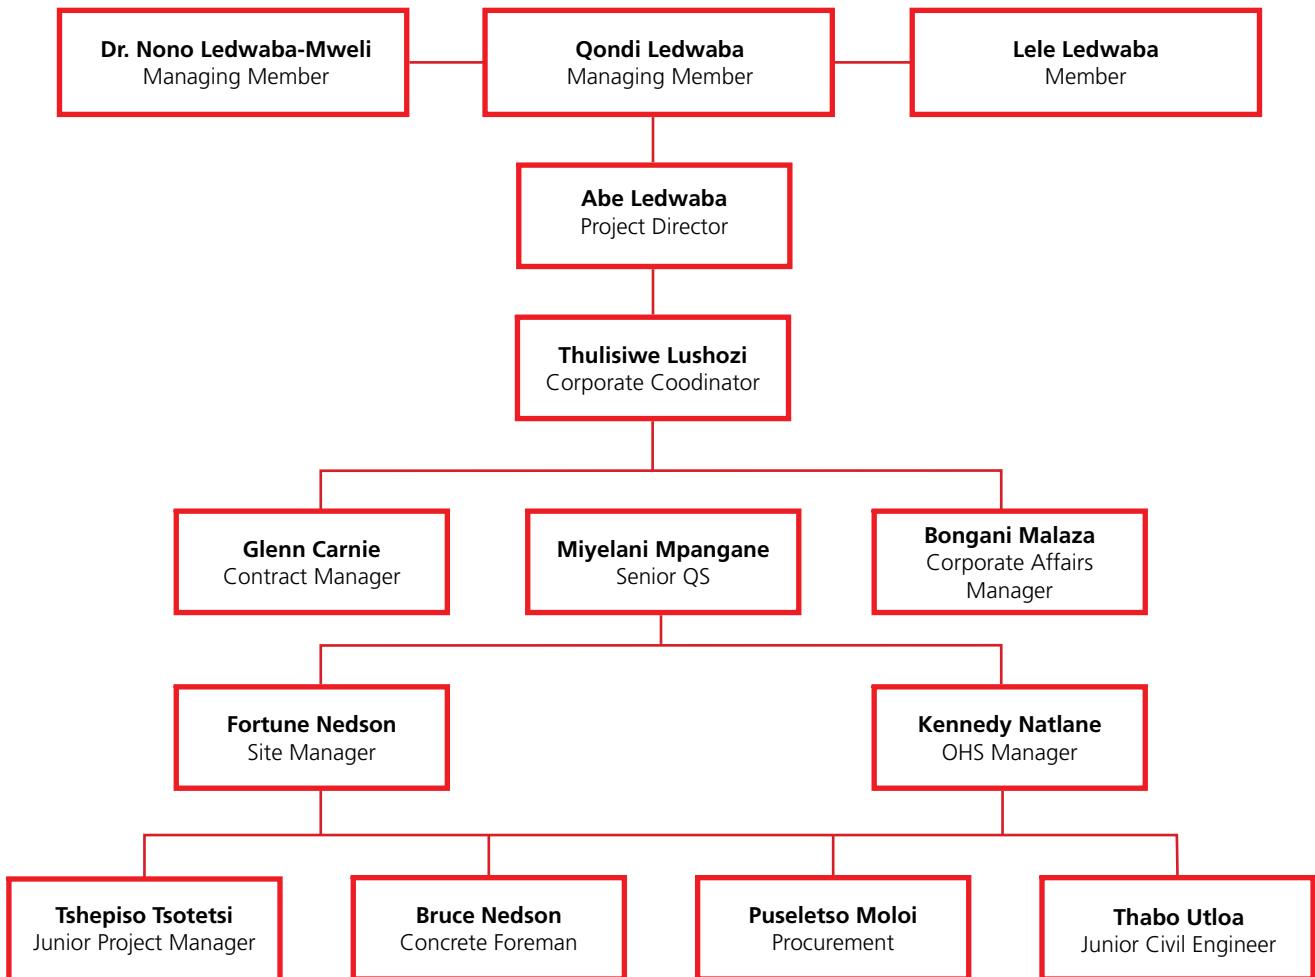 Dr. Nono Ledwaba-Mweli
Managing Member
Qondi Ledwaba
Managing Member
Lele Ledwaba
Member
Abe Ledwaba
Project Director
Thulisiwe Lushozi
Corporate Coodinator
Glenn Carnie
Contract Manager
Miyelani Mpangane
Senior QS
Bongani Malaza
Corporate Affairs
Manager
Fortune Nedson
Site Manager
Kennedy Natlane
OHS Manager
Tshepiso Tsotetsi
Junior Project Manager
Bruce Nedson
Concrete Foreman
Puseletso Moloi
Procurement
Thabo Utloa
Junior Civil Engineer